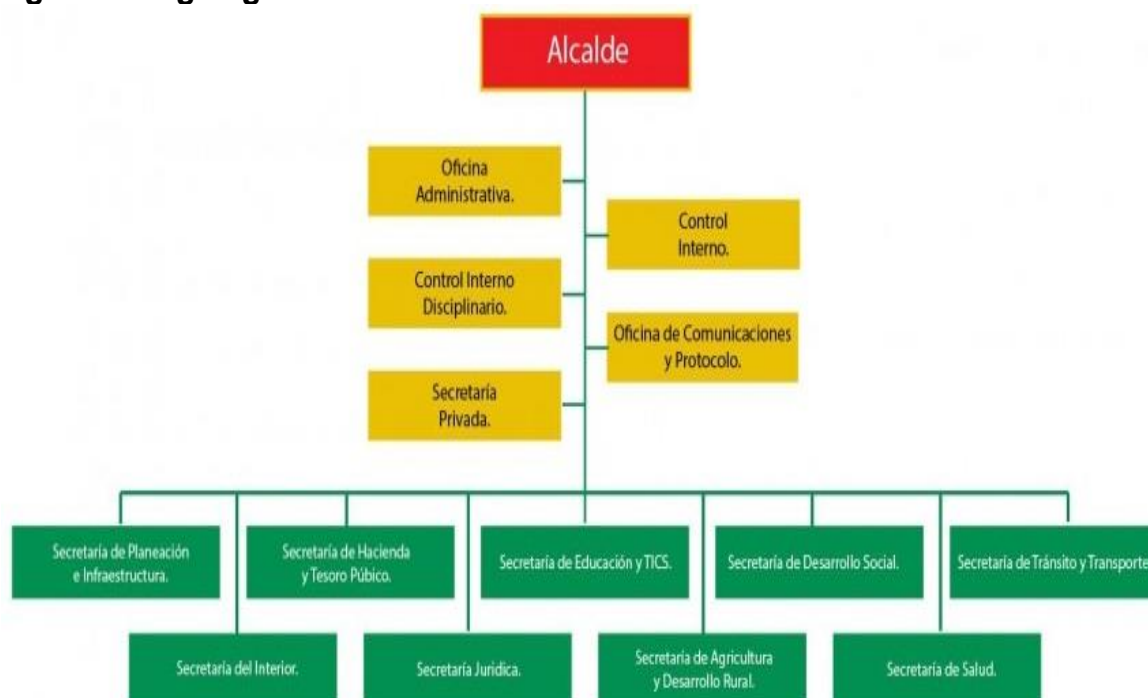 Alcalde
Oficina
Administrativa.
Control
Interno.
Control Interno
Disciplinario.
Oficina de Comunicaciones
y Protocolo.
Secretaría
Privada.
Secretaría de Planeación
e Infraestructura.
Secretaría de Hacienda
y Tesoro Púbico.
Secretaría de Educación y TICS.
Secretaría de Desarrollo Social.
Secretaría de Tránsito y Transporte
Secretaría del Interior.
Secretaría Juridica.
Secretaría de Agricultura
y Desarrollo Rural.
Secretaría de Salud.